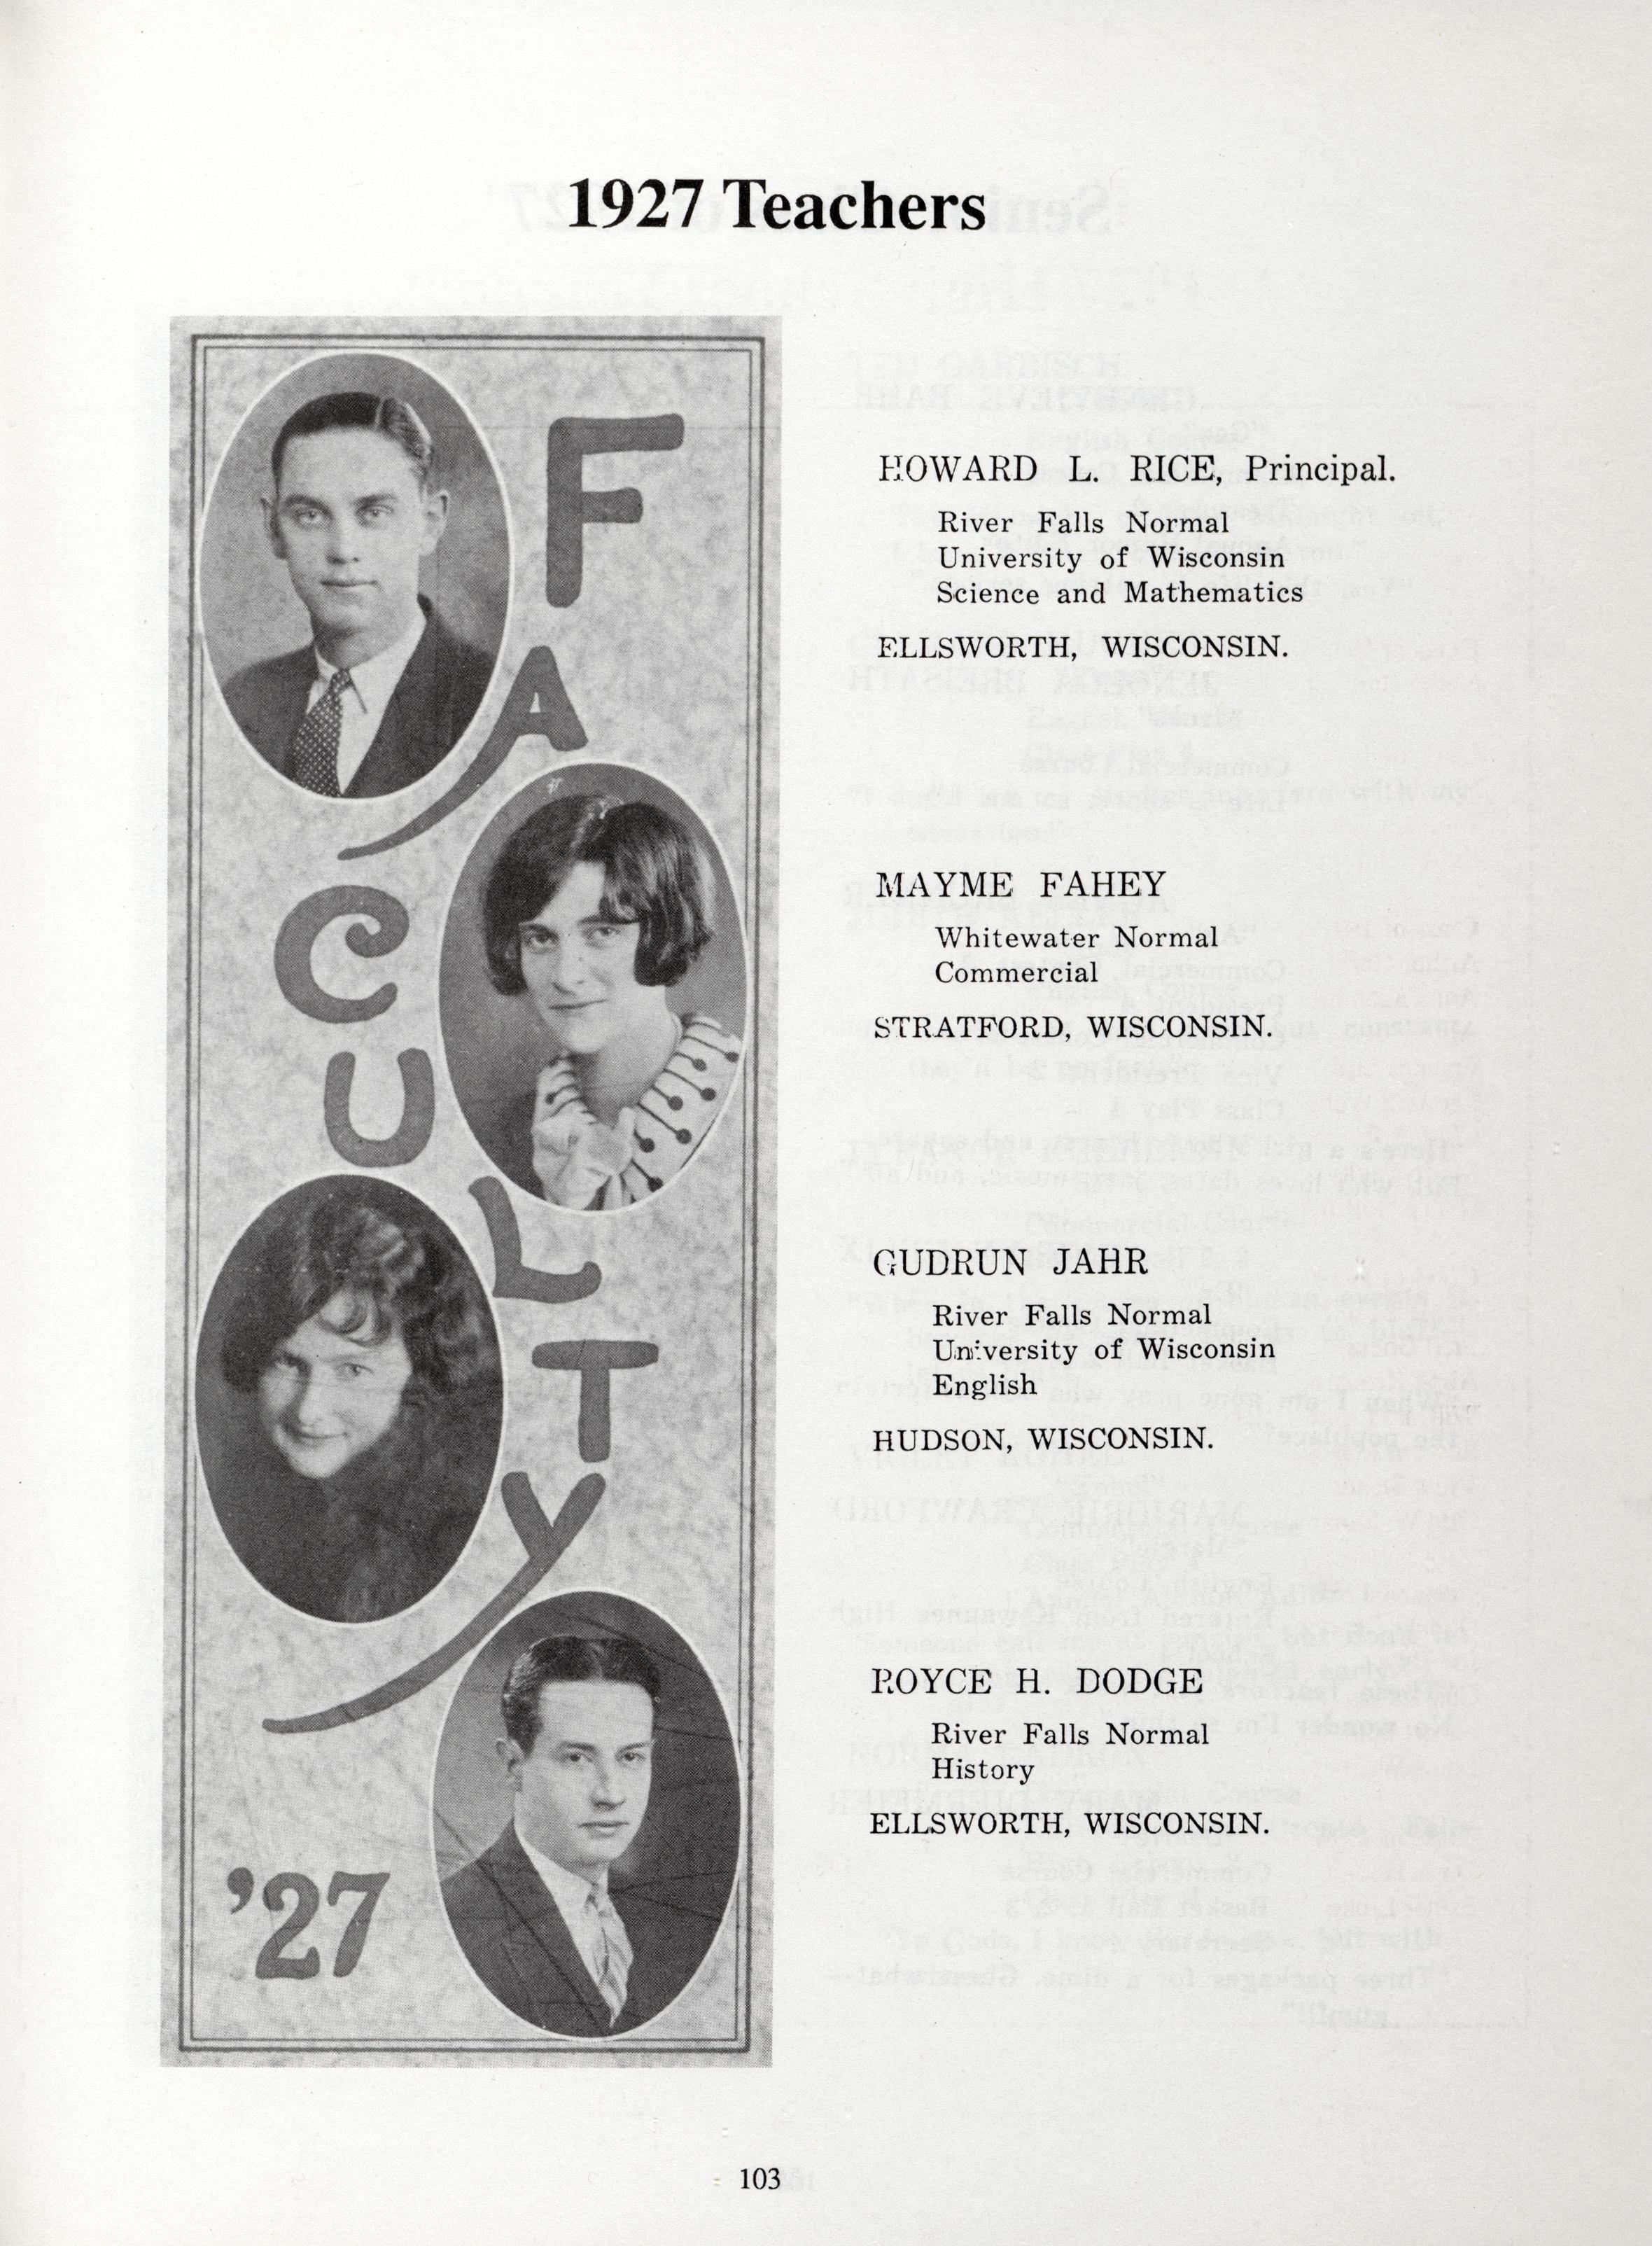 1927 Teachers
FACULTY
'27
HOWARD L. RICE, Principal.
River Falls Normal
University of Wisconsin
Science and Mathematics
ELLSWORTH, WISCONSIN.
MAYME FAHEY
Whitewater Normal
Commercial
STRATFORD, WISCONSIN.
GUDRUN JAHR
River Falls Normal
University of Wisconsin
English
HUDSON, WISCONSIN.
ROYCE H. DODGE
River Falls Normal
History
ELLSWORTH, WISCONSIN.
103